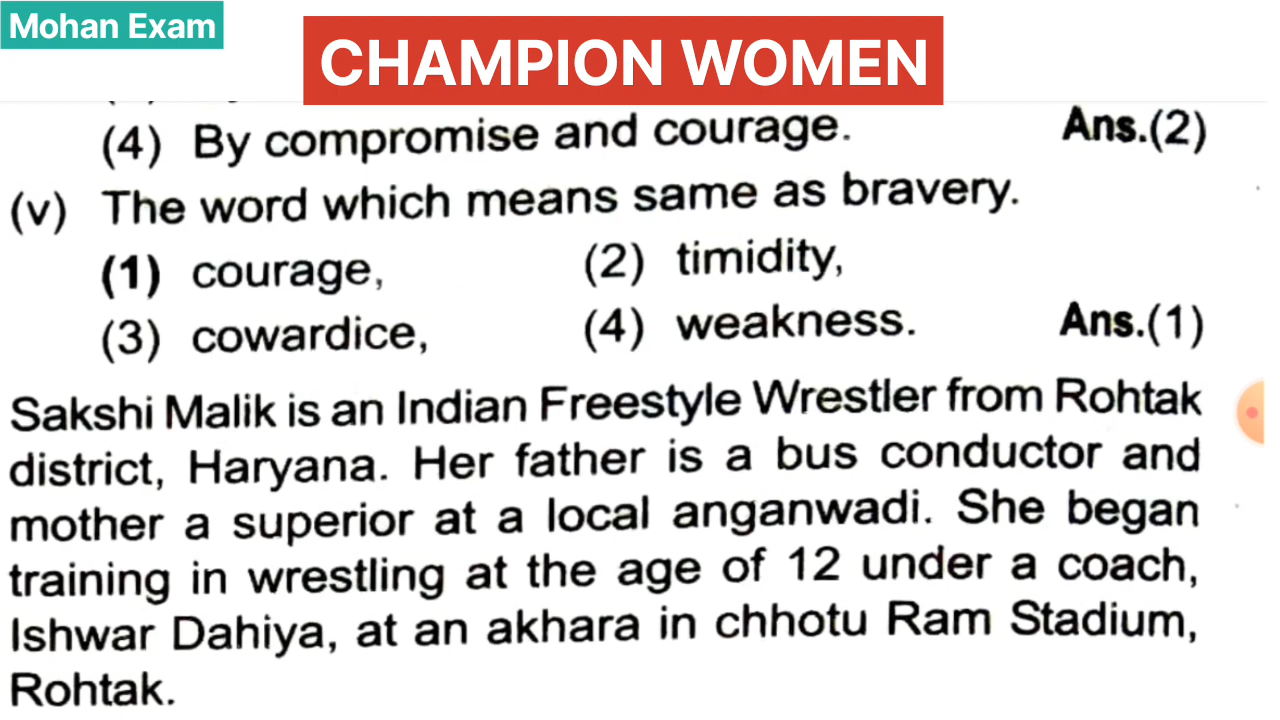 Mohan Exam
CHAMPION WOMEN
(4) By compromise and courage. Ans.(2)
(v) The word which means same as bravery.
(1) courage, (2) timidity,
(3) cowardice, (4) weakness. Ans.(1)
Sakshi Malik is an Indian Freestyle Wrestler from Rohtak
district, Haryana. Her father is a bus conductor and
mother a superior at a local anganwadi. She began
training in wrestling at the age of 12 under a coach,
Ishwar Dahiya, at an akhara in chhotu Ram Stadium,
Rohtak.